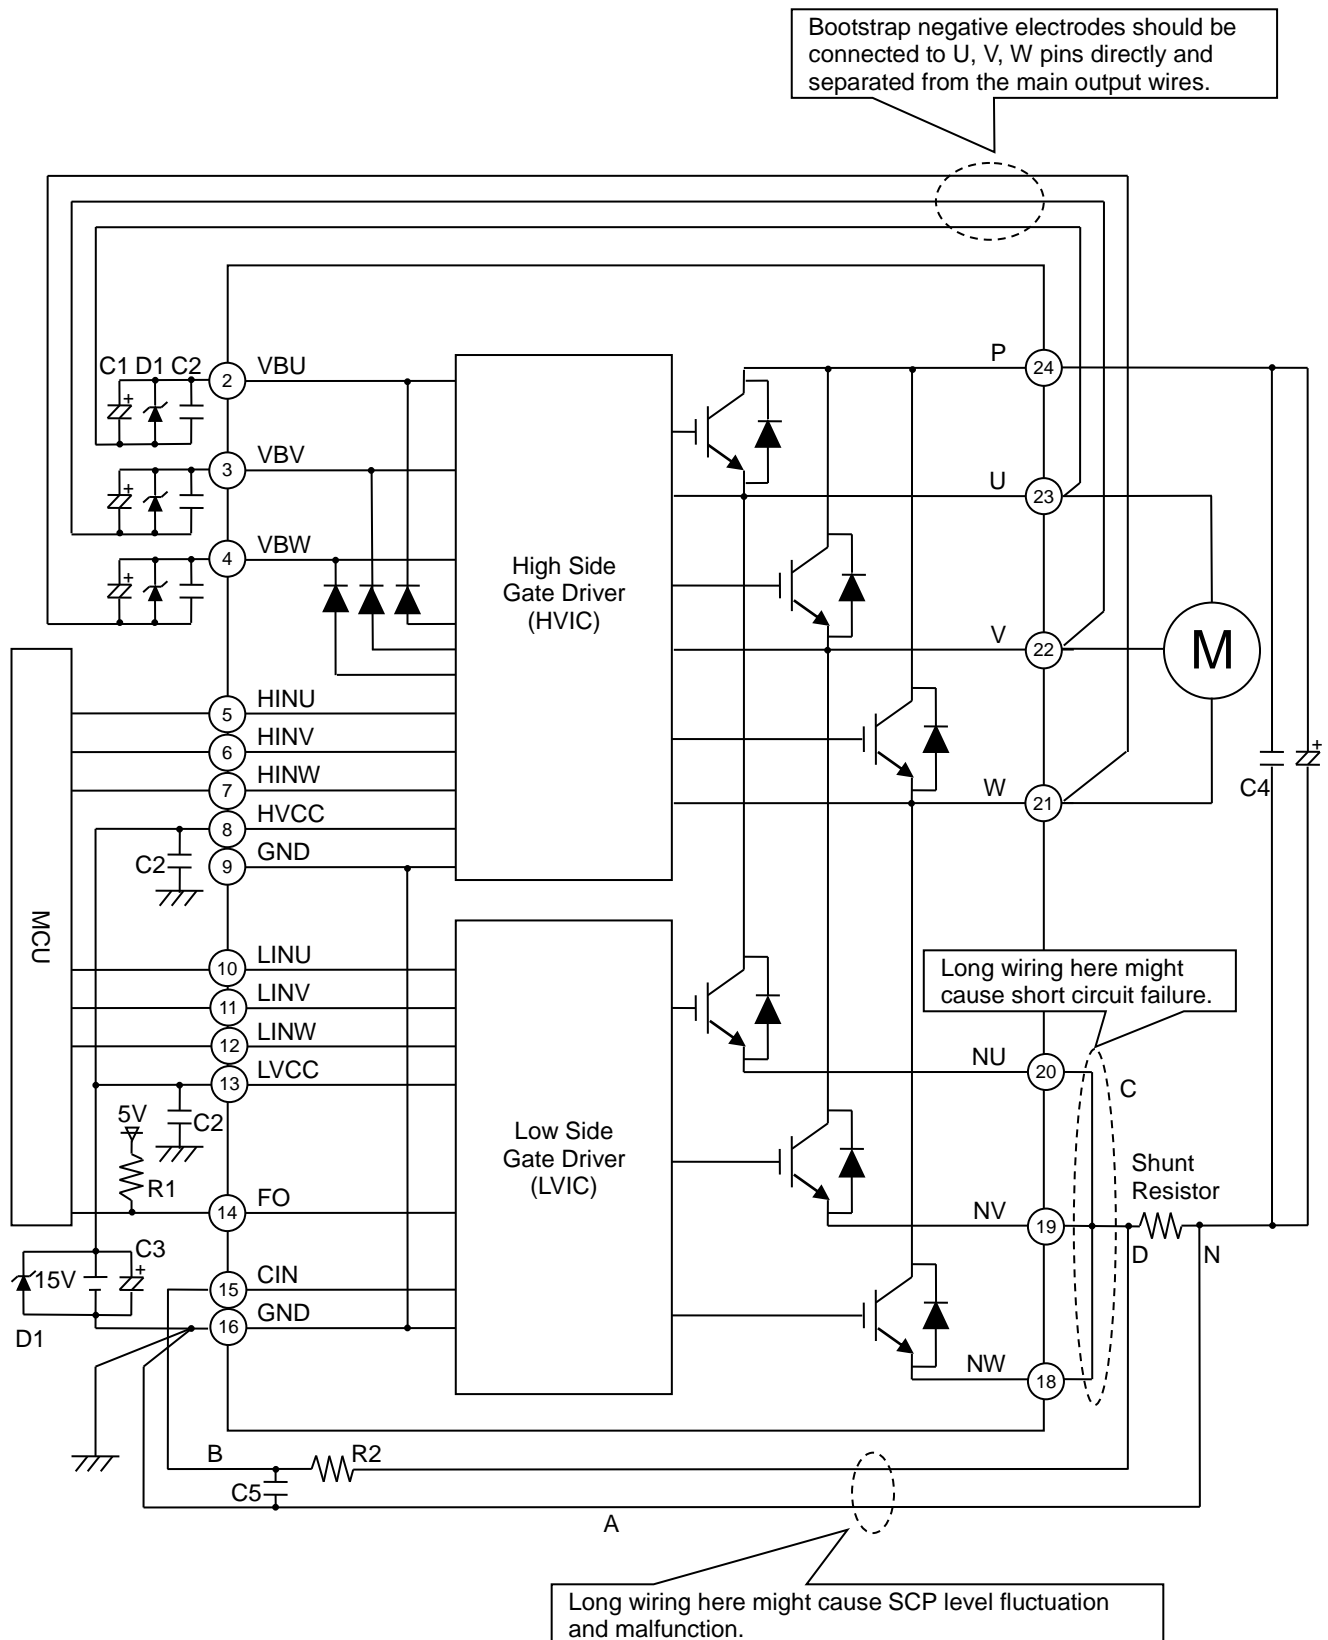 Bootstrap negative electrodes should be
connected to U, V, W pins directly and
separated from the main output wires.
C1 D1 C2
2
VBU
P
24
+
3
VBV
U
23
+
4
VBW
+
High Side
Gate Driver
(HVIC)
V
22
M
5
HINU
6
HINV
7
HINW
W
21
C4
+
8
HVCC
C2
9
GND
MCU
10
LINU
11
LINV
12
LINW
13
LVCC
C2
5V
R1
Low Side
Gate Driver
(LVIC)
Long wiring here might
cause short circuit failure.
NU
20
C
Shunt
Resistor
14
FO
NV
19
D
N
C3
+
15V
D1
15
CIN
16
GND
NW
18
B
R2
C5
A
Long wiring here might cause SCP level fluctuation
and malfunction.